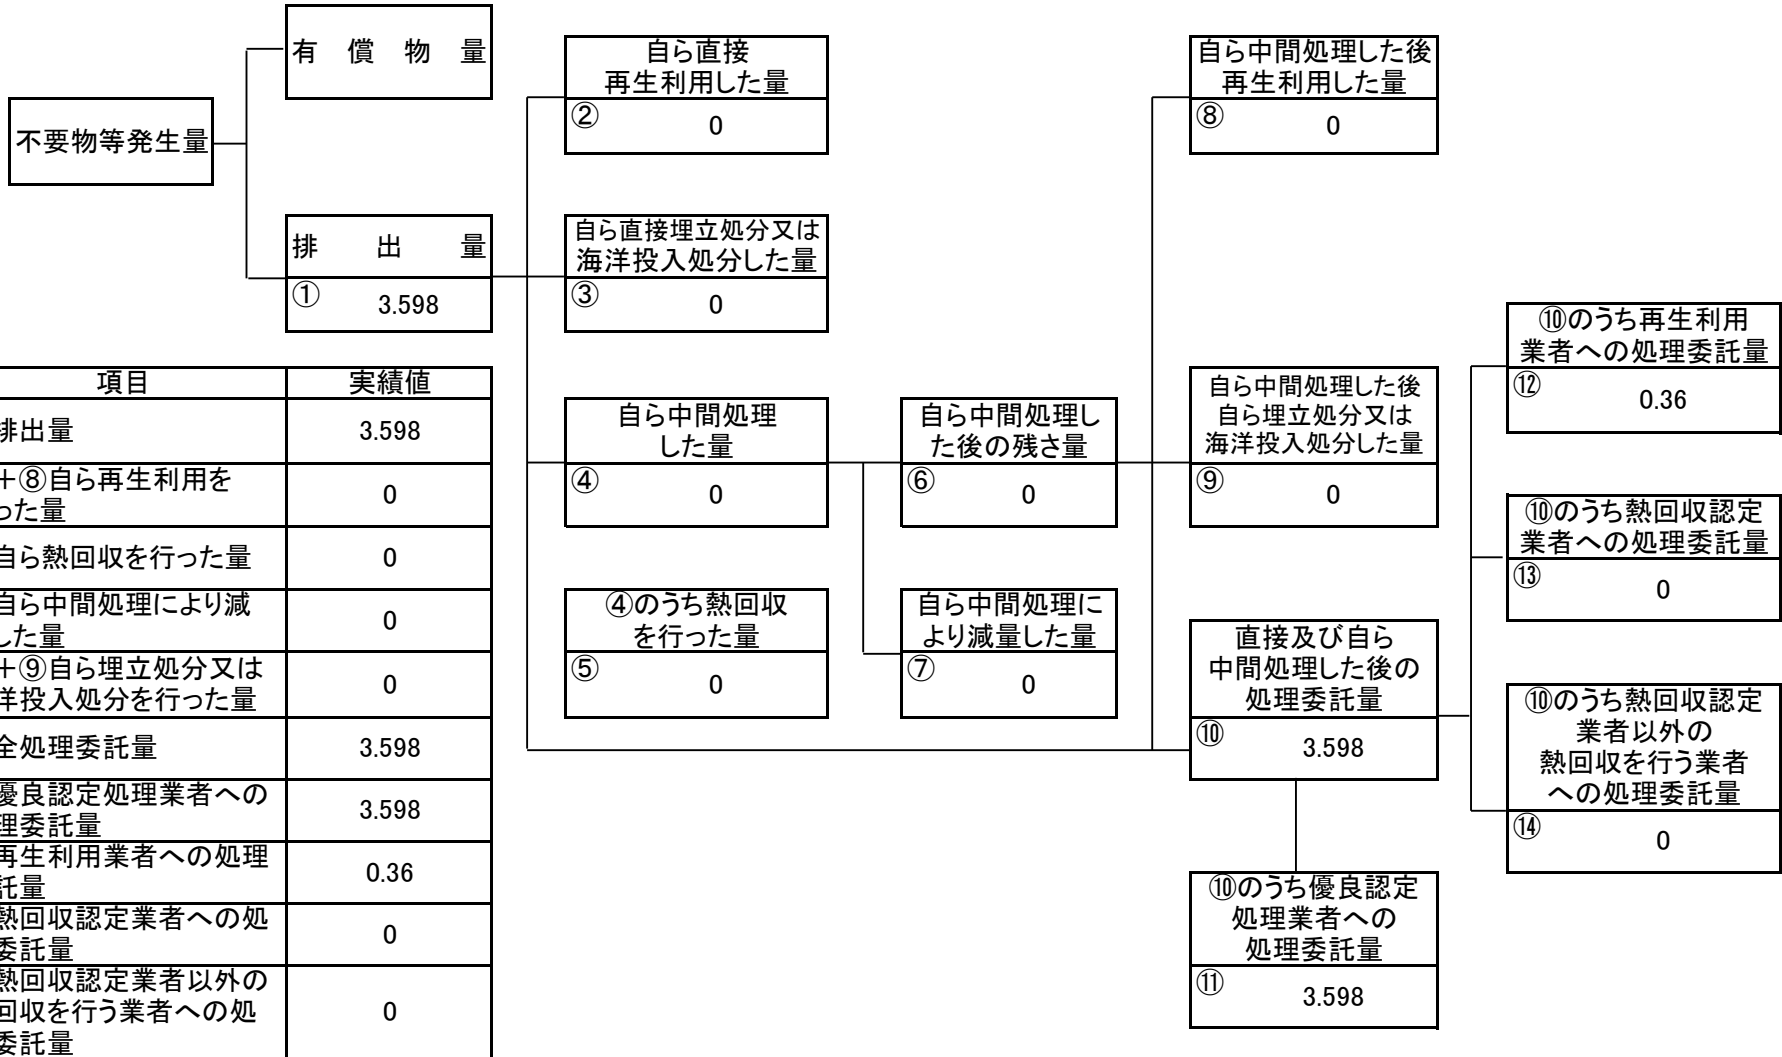 有 償 物 量
不要物等発生量
排 出 量
① 3.598
自ら直接
再生利用した量
② 0
自ら直接埋立処分又は
海洋投入処分した量
③ 0
自ら中間処理
した量
④ 0
④のうち熱回収
を行った量
⑤ 0
自ら中間処理し
た後の残さ量
⑥ 0
自ら中間処理に
より減量した量
⑦ 0
自ら中間処理した後
再生利用した量
⑧ 0
自ら中間処理した後
自ら埋立処分又は
海洋投入処分した量
⑨ 0
直接及び自ら
中間処理した後の
処理委託量
⑩ 3.598
⑩のうち優良認定
処理業者への
処理委託量
⑪ 3.598
⑩のうち再生利用
業者への処理委託量
⑫ 0.36
⑩のうち熱回収認定
業者への処理委託量
⑬ 0
⑩のうち熱回収認定
業者以外の
熱回収を行う業者
への処理委託量
⑭ 0
項目 実績値
排出量 3.598
+⑧自ら再生利用を
った量 0
自ら熱回収を行った量 0
自ら中間処理により減
した量 0
+⑨自ら埋立処分又は
洋投入処分を行った量 0
全処理委託量 3.598
優良認定処理業者への
理委託量 3.598
再生利用業者への処理
託量 0.36
熱回収認定業者への処
委託量 0
熱回収認定業者以外の
回収を行う業者への処
委託量 0